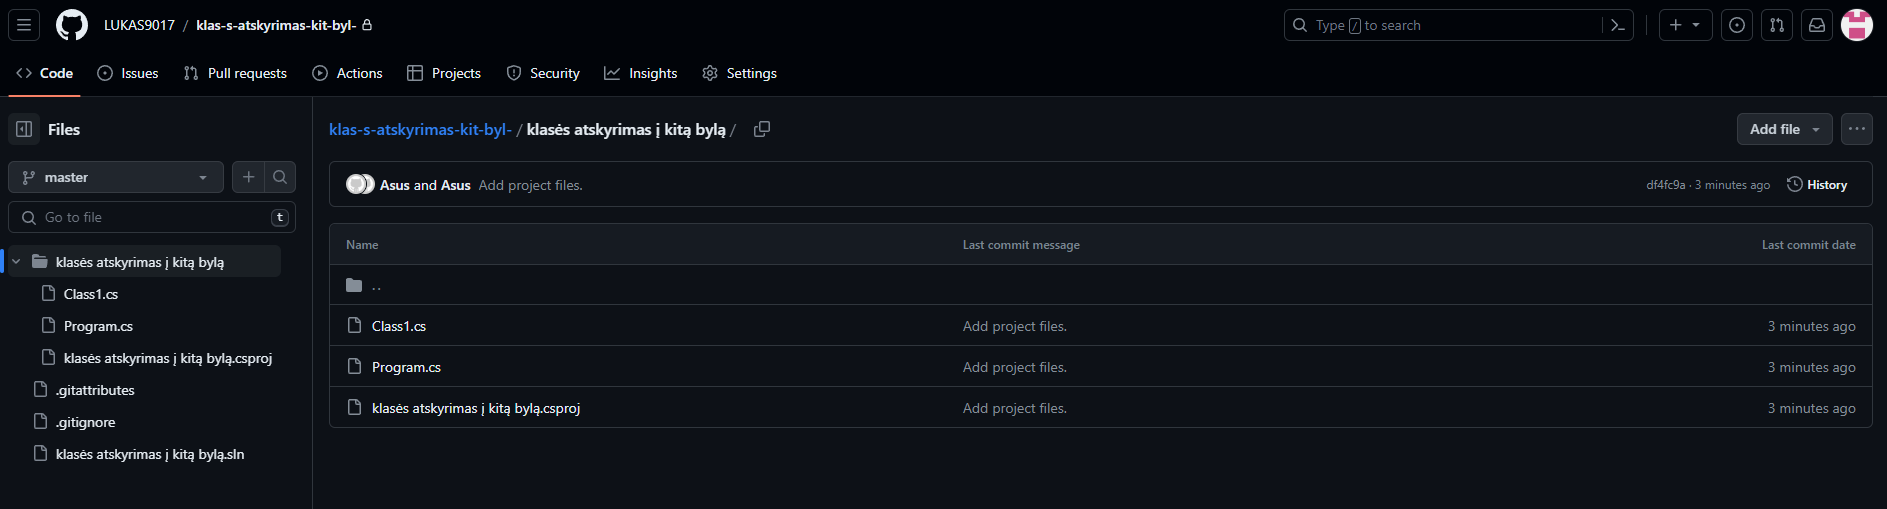 LUKAS9017 / klas-s-atskyrimas-kit-byl-
Type / to search
Code Issues Pull requests Actions Projects Security Insights Settings
Files
master
Go to file t
klasės atskyrimas į kitą bylą
Class1.cs
Program.cs
klasės atskyrimas į kitą bylą.csproj
.gitattributes
.gitignore
klasės atskyrimas į kitą bylą.sln
klas-s-atskyrimas-kit-byl- / klasės atskyrimas į kitą bylą /
Add file
Asus and Asus Add project files.
df4fc9a · 3 minutes ago History
Name Last commit message Last commit date
..
Class1.cs Add project files. 3 minutes ago
Program.cs Add project files. 3 minutes ago
klasės atskyrimas į kitą bylą.csproj Add project files. 3 minutes ago